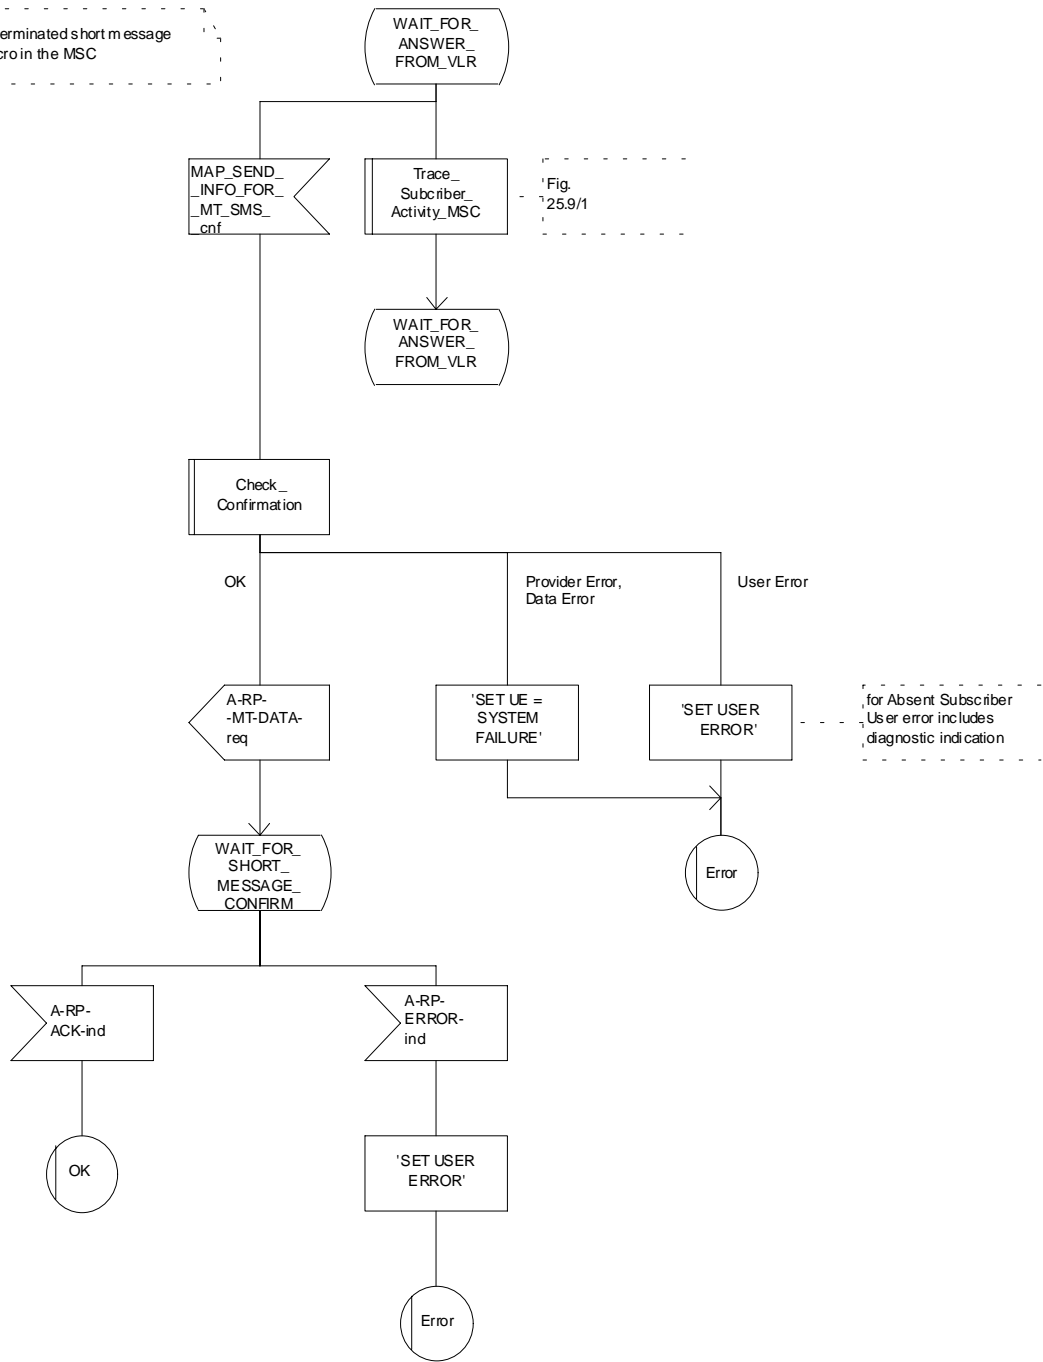 erminated short message
cro in the MSC
WAIT_FOR_
ANSWER_
FROM_VLR
MAP_SEND_
_INFO_FOR_
_MT_SMS_
_cnf
Trace_
Subcriber_
Activity_MSC
Fig.
25.9/1
WAIT_FOR_
ANSWER_
FROM_VLR
Check_
Confirmation
OK
Provider Error,
Data Error
User Error
A-RP-
-MT-DATA-
req
'SET UE =
SYSTEM
FAILURE'
'SET USER
ERROR'
for Absent Subscriber
User error includes
diagnostic indication
WAIT_FOR_
SHORT_
MESSAGE_
CONFIRM
Error
A-RP-
ACK-ind
A-RP-
ERROR-
ind
OK
'SET USER
ERROR'
Error